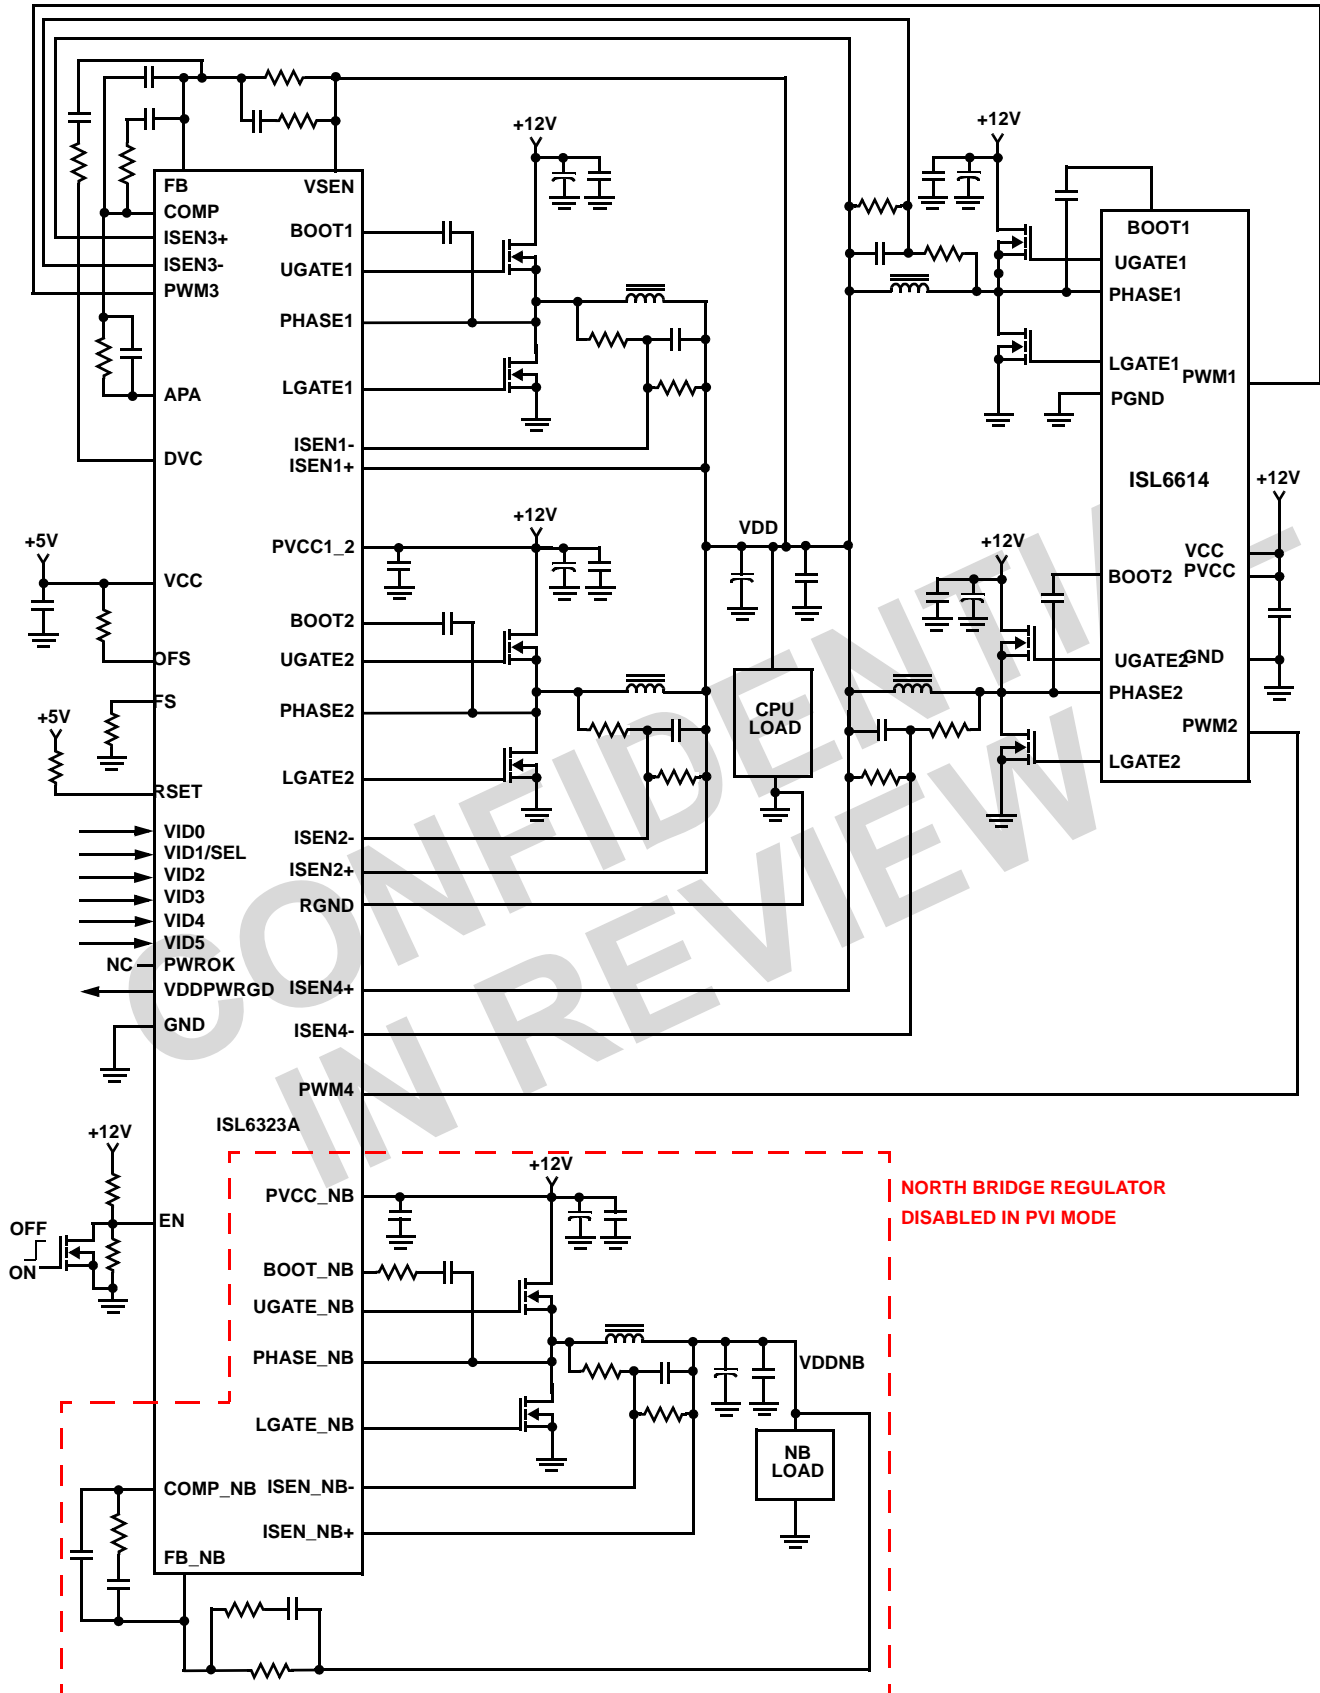 +12V
+12V
FB
VSEN
COMP
ISEN3+
ISEN3-
PWM3
APA
DVC
BOOT1
UGATE1
PHASE1
LGATE1
ISEN1-
ISEN1+
BOOT1
UGATE1
PHASE1
LGATE1
PWM1
PGND
ISL6614
+12V
+5V
VCC
OFS
FS
+5V
RSET
+12V
PVCC1_2
BOOT2
UGATE2
PHASE2
LGATE2
ISEN2-
ISEN2+
RGND
VDD
CPU
LOAD
+12V
VCC
PVCC
BOOT2
UGATE2
GND
PHASE2
PWM2
LGATE2
VID0
VID1/SEL
VID2
VID3
VID4
VID5
NC
PWROK
VDDPWRGD
GND
ISEN4+
ISEN4-
PWM4
ISL6323A
CONFIDENTIAL
IN REVIEW
+12V
EN
OFF
ON
+12V
PVCC_NB
BOOT_NB
UGATE_NB
PHASE_NB
LGATE_NB
NORTH BRIDGE REGULATOR
DISABLED IN PVI MODE
VDDNB
NB
LOAD
COMP_NB
ISEN_NB-
ISEN_NB+
FB_NB